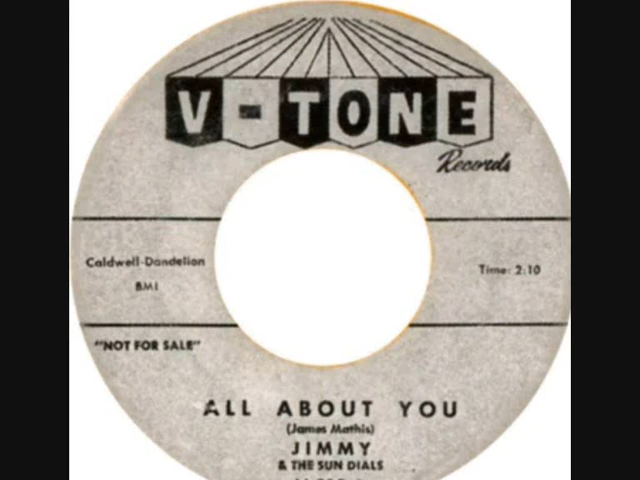 V-TONE
Records
Caldwell-Dandelion
BMI
Time: 2.10
"NOT FOR SALE"
ALL ABOUT YOU
(James Mathis)
JIMMY
& THE SUN DIALS